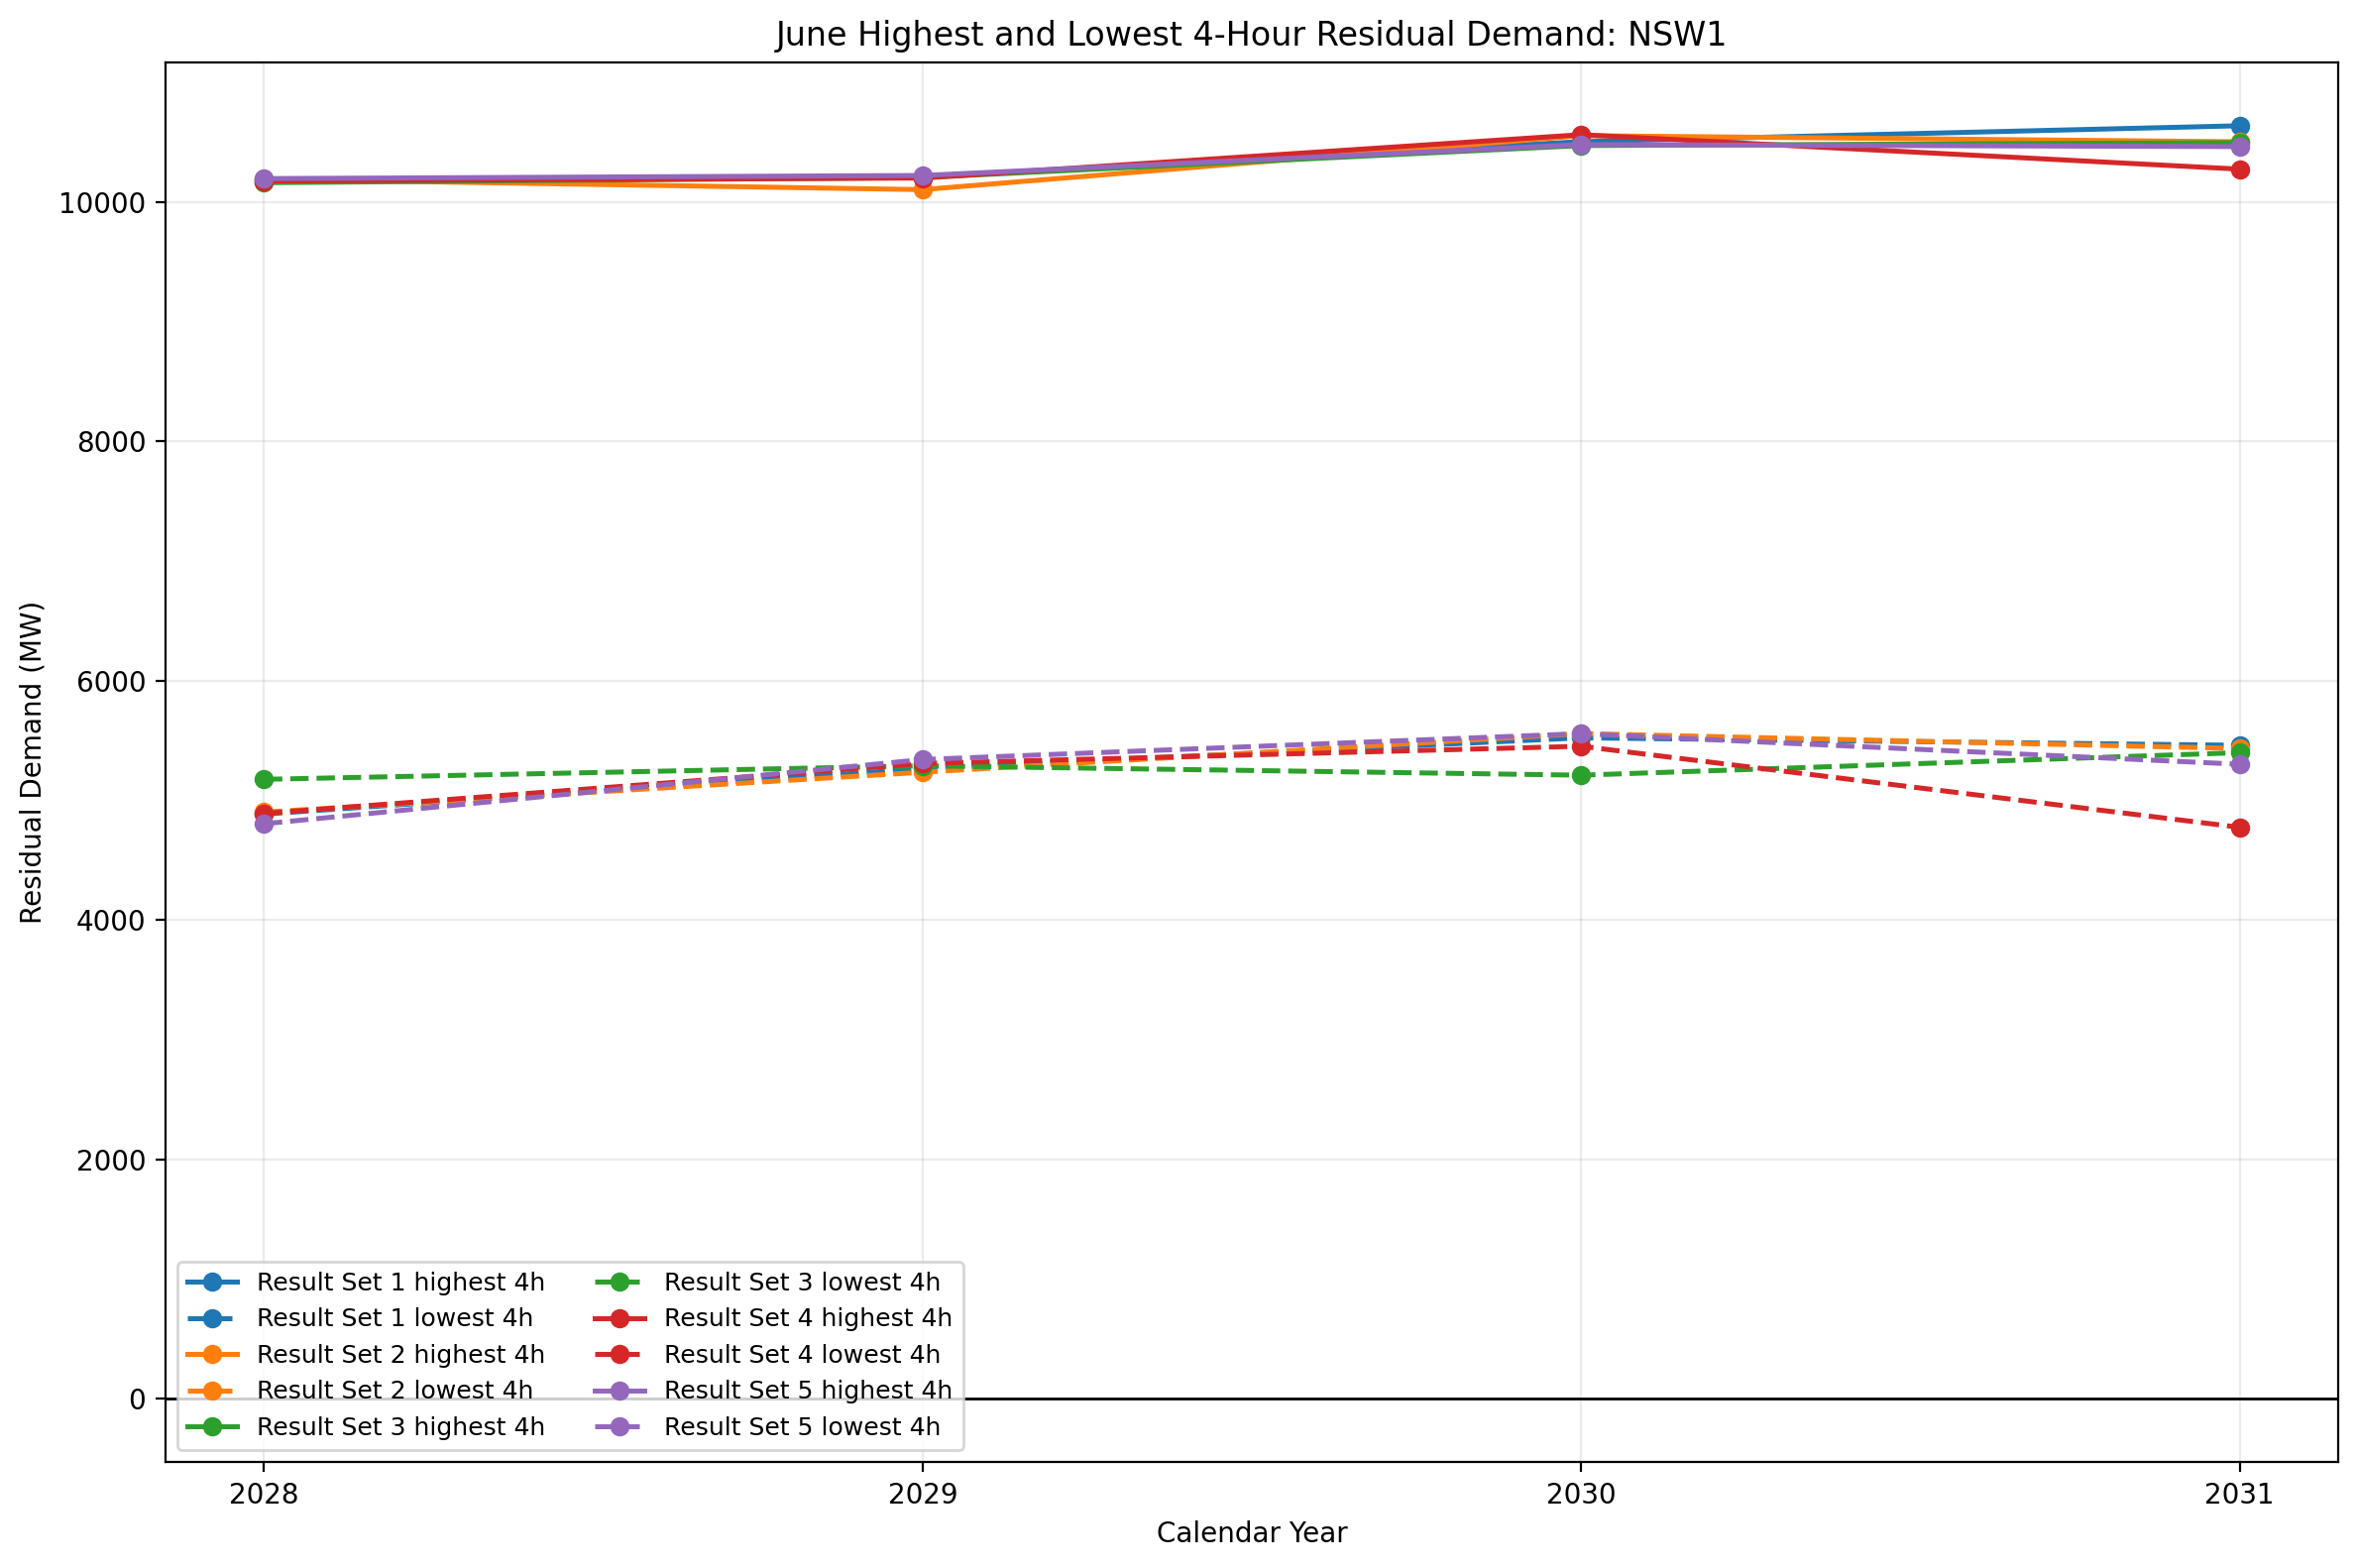 June Highest and Lowest 4-Hour Residual Demand: NSW1
Residual Demand (MW)
10000
8000
6000
4000
2000
0
Result Set 1 highest 4h
Result Set 1 lowest 4h
Result Set 2 highest 4h
Result Set 2 lowest 4h
Result Set 3 highest 4h
Result Set 3 lowest 4h
Result Set 4 highest 4h
Result Set 4 lowest 4h
Result Set 5 highest 4h
Result Set 5 lowest 4h
2028
2029
2030
2031
Calendar Year